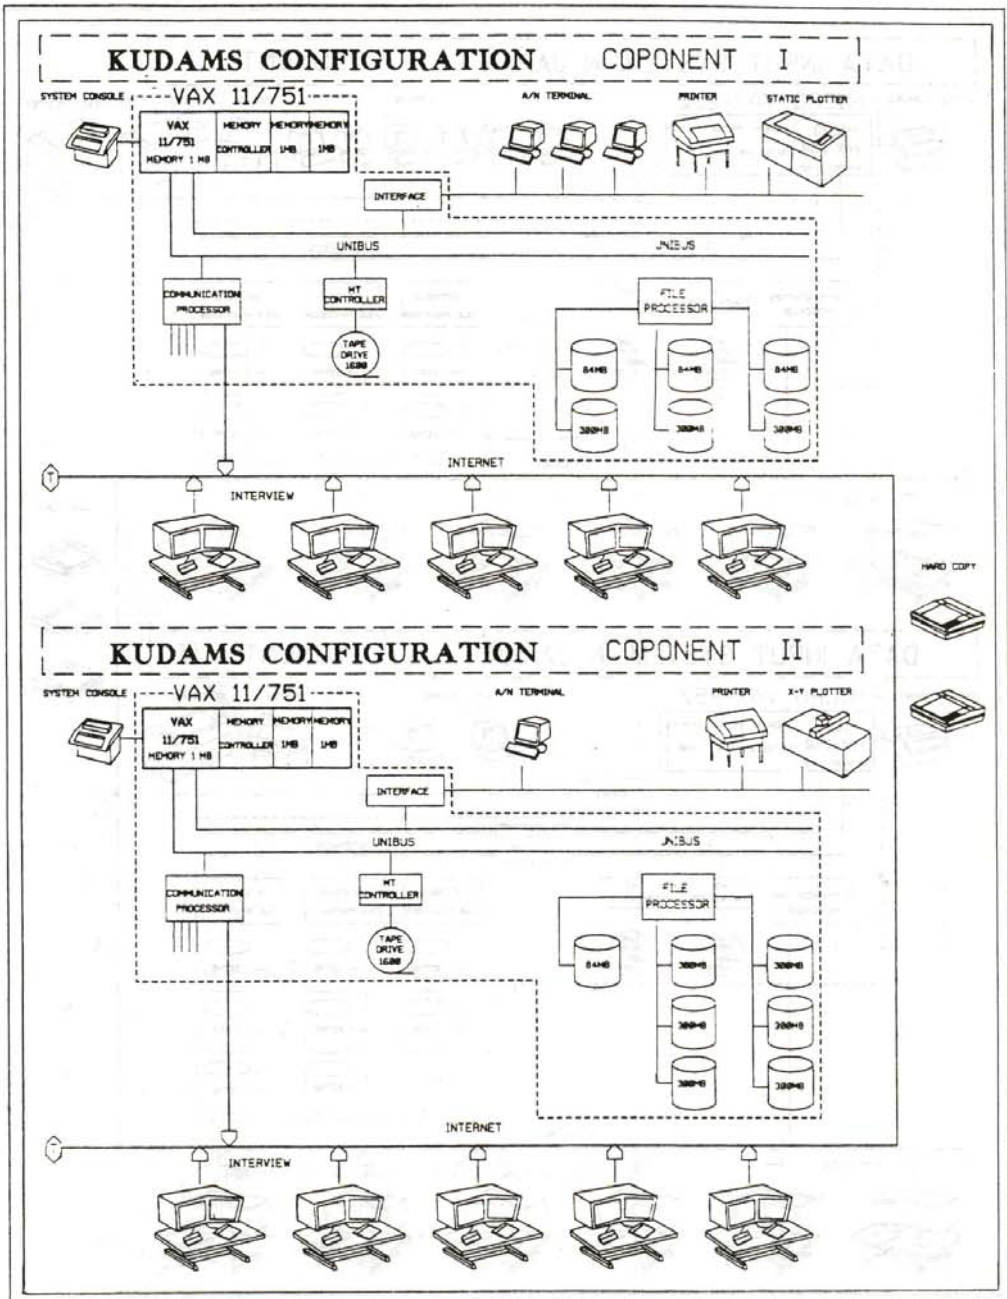 KUDAMS CONFIGURATION COPONENT I
SYSTEM CONSOLE
VAX 11/751
A/N TERMINAL
PRINTER
STATIC PLOTTER
VAX
11/751
MEMORY 1 MB
MEMORY
CONTROLLER
MEMORY
1MB
MEMORY
1MB
INTERFACE
UNIBUS
UNIBUS
COMMUNICATION
PROCESSOR
MT
CONTROLLER
TAPE
DRIVE
1600
FILE
PROCESSOR
84MB
84MB
84MB
300MB
300MB
300MB
T
INTERNET
INTERVIEW
HARD COPY
KUDAMS CONFIGURATION COPONENT II
SYSTEM CONSOLE
VAX 11/751
A/N TERMINAL
PRINTER
X-Y PLOTTER
VAX
11/751
MEMORY 1 MB
MEMORY
CONTROLLER
MEMORY
1MB
MEMORY
1MB
INTERFACE
UNIBUS
UNIBUS
COMMUNICATION
PROCESSOR
MT
CONTROLLER
TAPE
DRIVE
1600
FILE
PROCESSOR
84MB
300MB
300MB
300MB
300MB
300MB
300MB
T
INTERNET
INTERVIEW